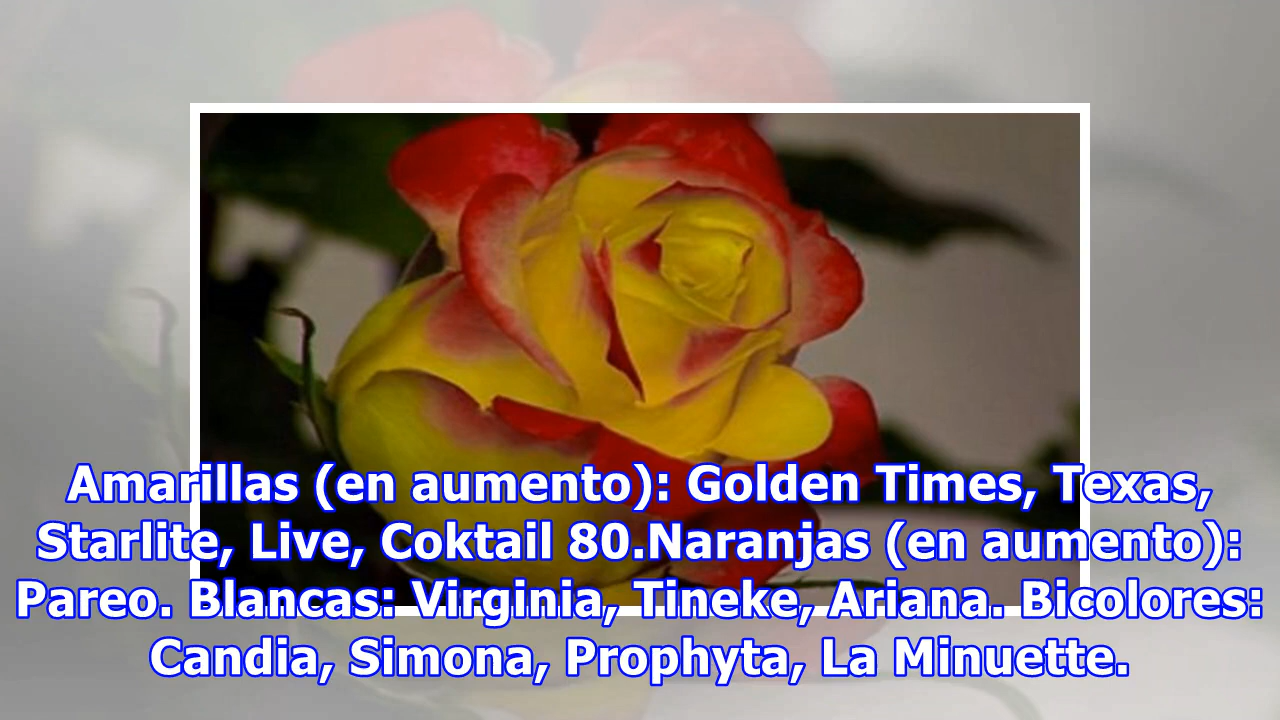 Amarillas (en aumento): Golden Times, Texas,
Starlite, Live, Coktail 80.Naranjas (en aumento):
Pareo. Blancas: Virginia, Tineke, Ariana. Bicolores:
Candia, Simona, Prophyta, La Minuette.